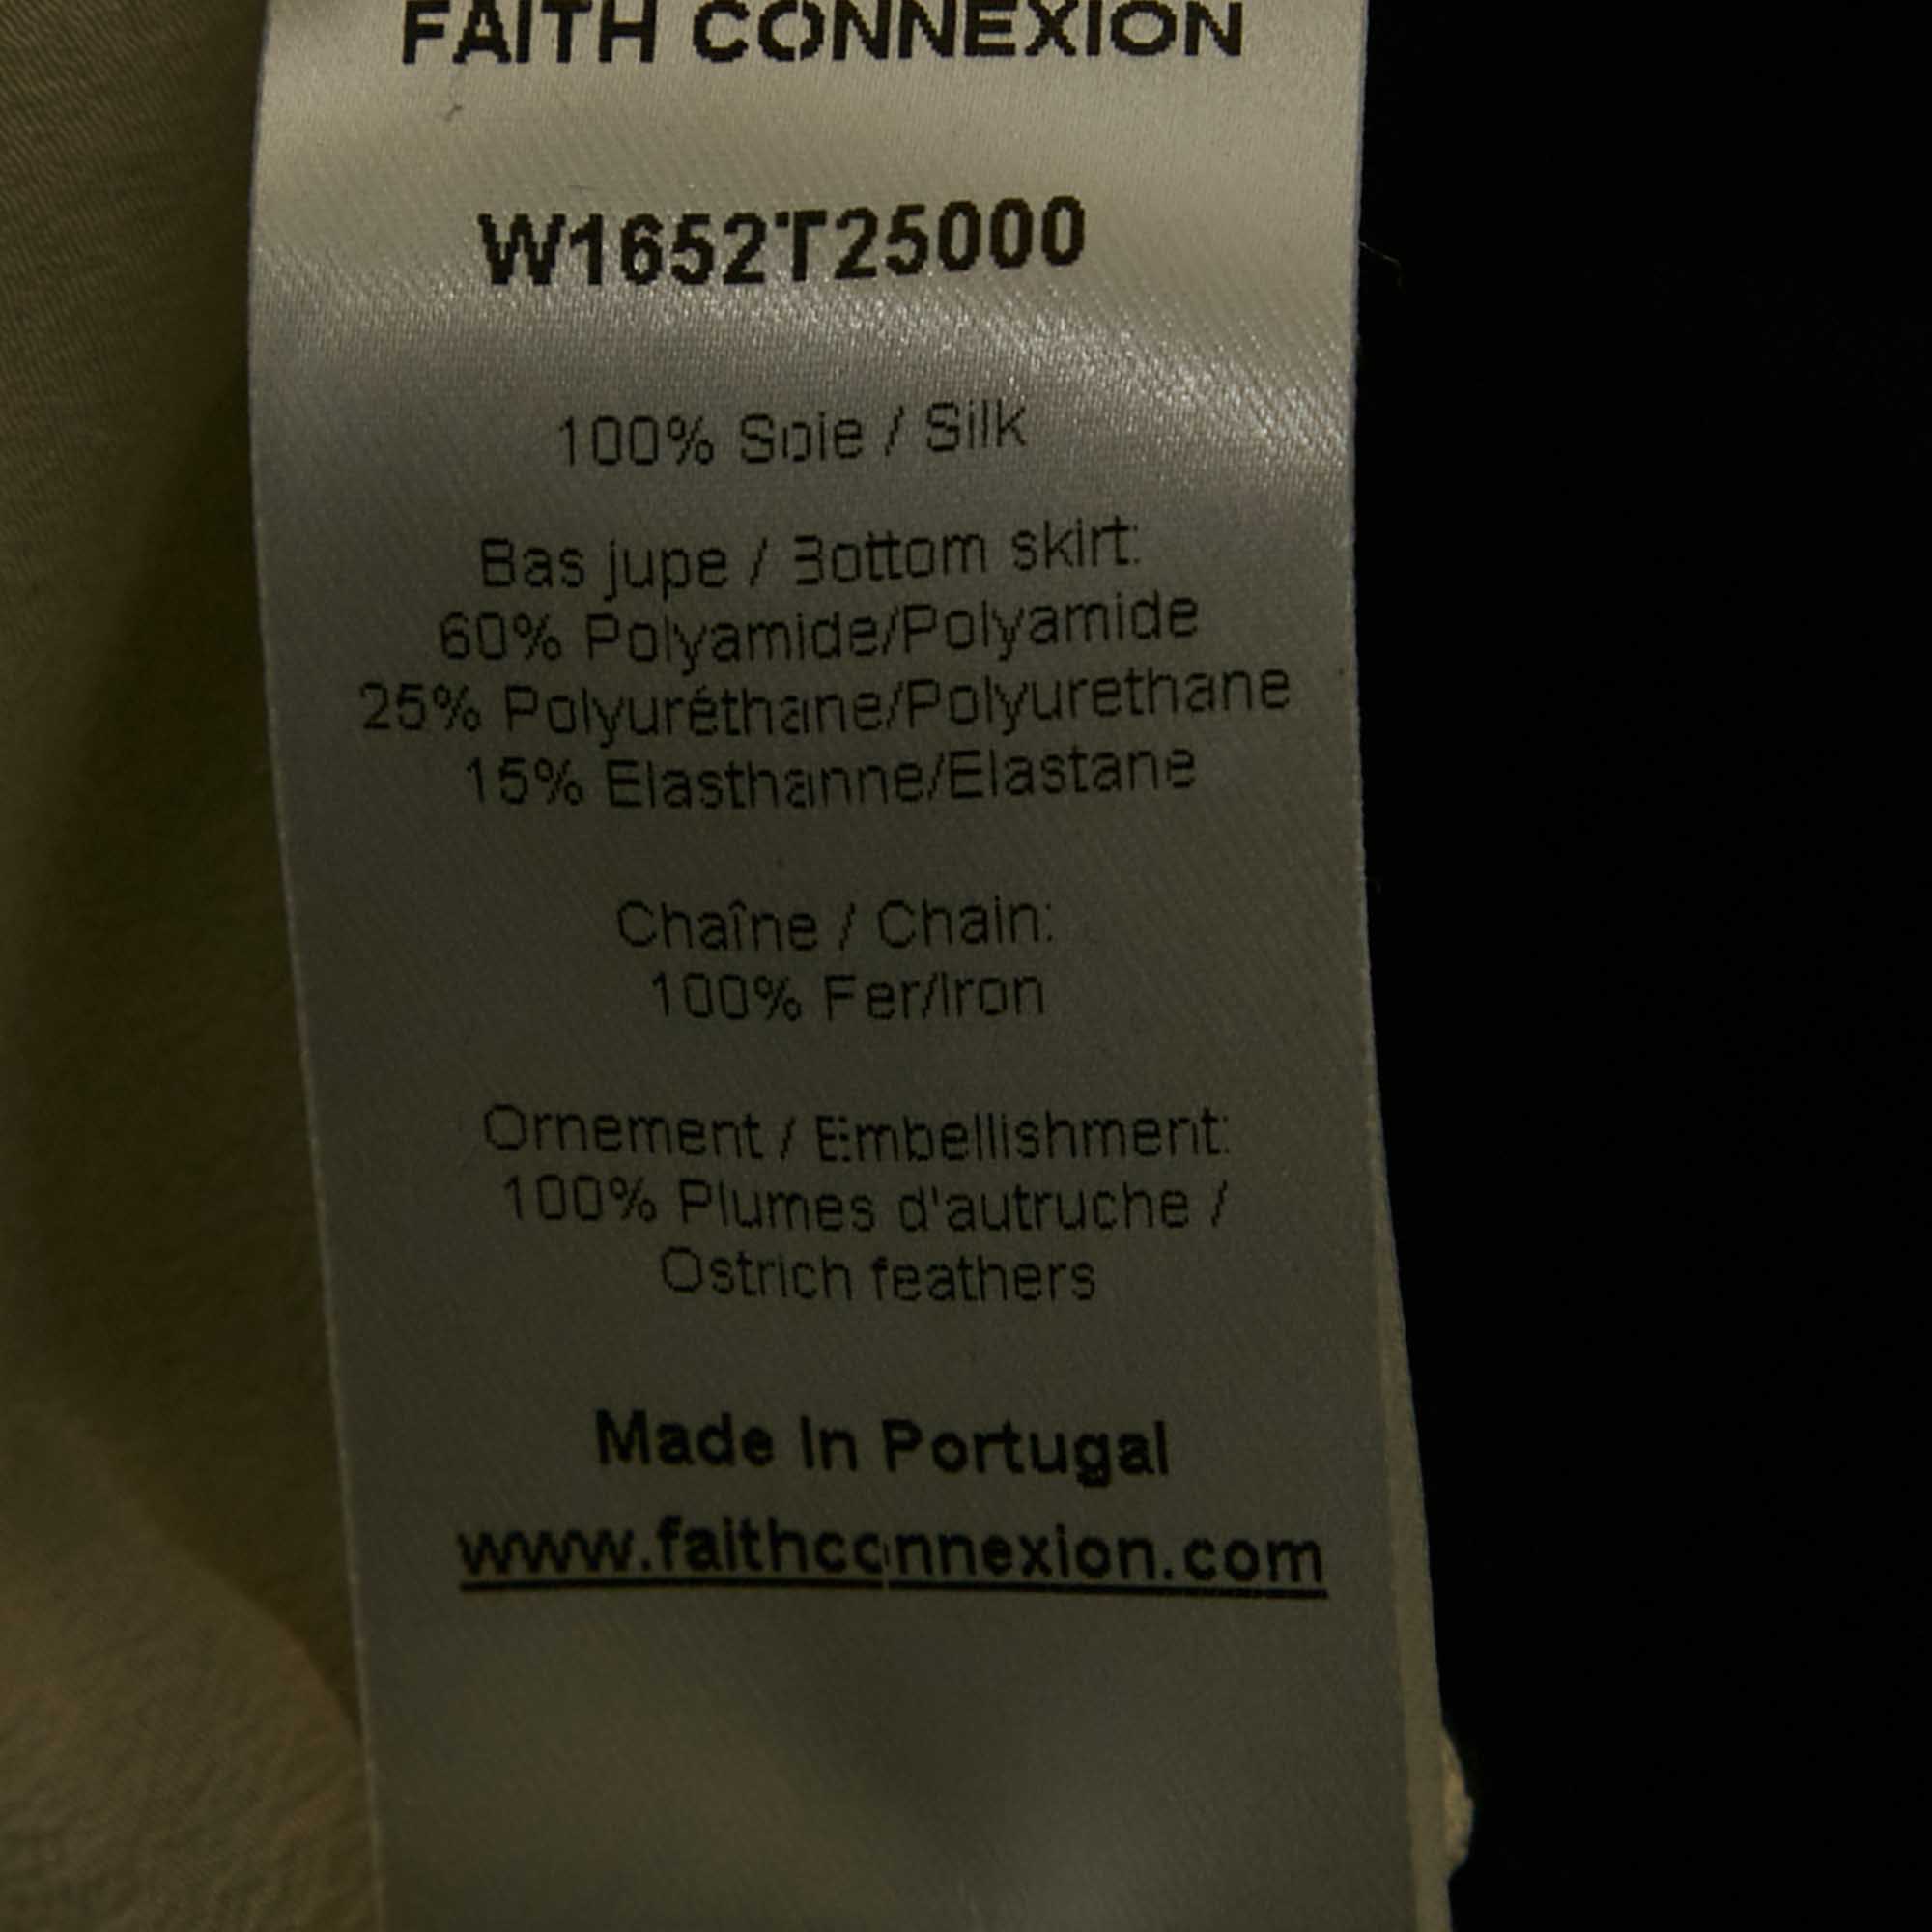 FAITH CONNEXION
W1652T25000
100% Soie / Silk
Bas jupe / Bottom skirt:
60% Polyamide/Polyamide
25% Polyuréthane/Polyurethane
15% Elasthanne/Elastane
Chaîne / Chain:
100% Fer/Iron
Ornement / Embellishment:
100% Plumes d'autruche /
Ostrich feathers
Made In Portugal
www.faithconnexion.com